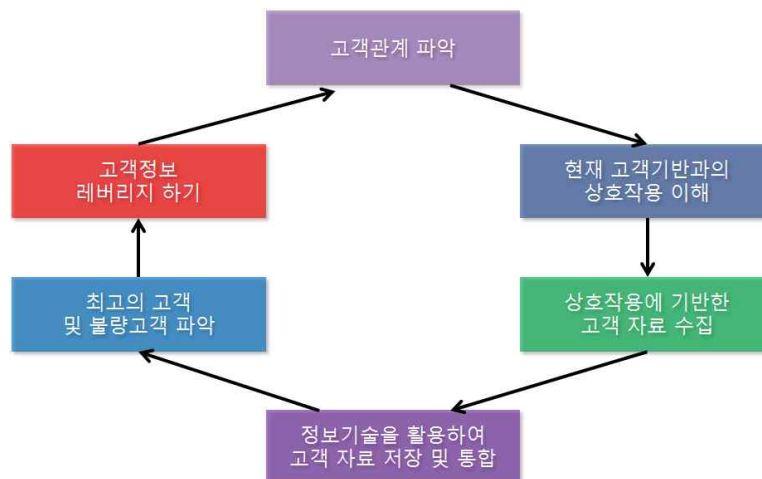 고객관계 파악
현재 고객기반과의
상호작용 이해
상호작용에 기반한
고객 자료 수집
정보기술을 활용하여
고객 자료 저장 및 통합
최고의 고객
및 불량고객 파악
고객정보
레버리지 하기